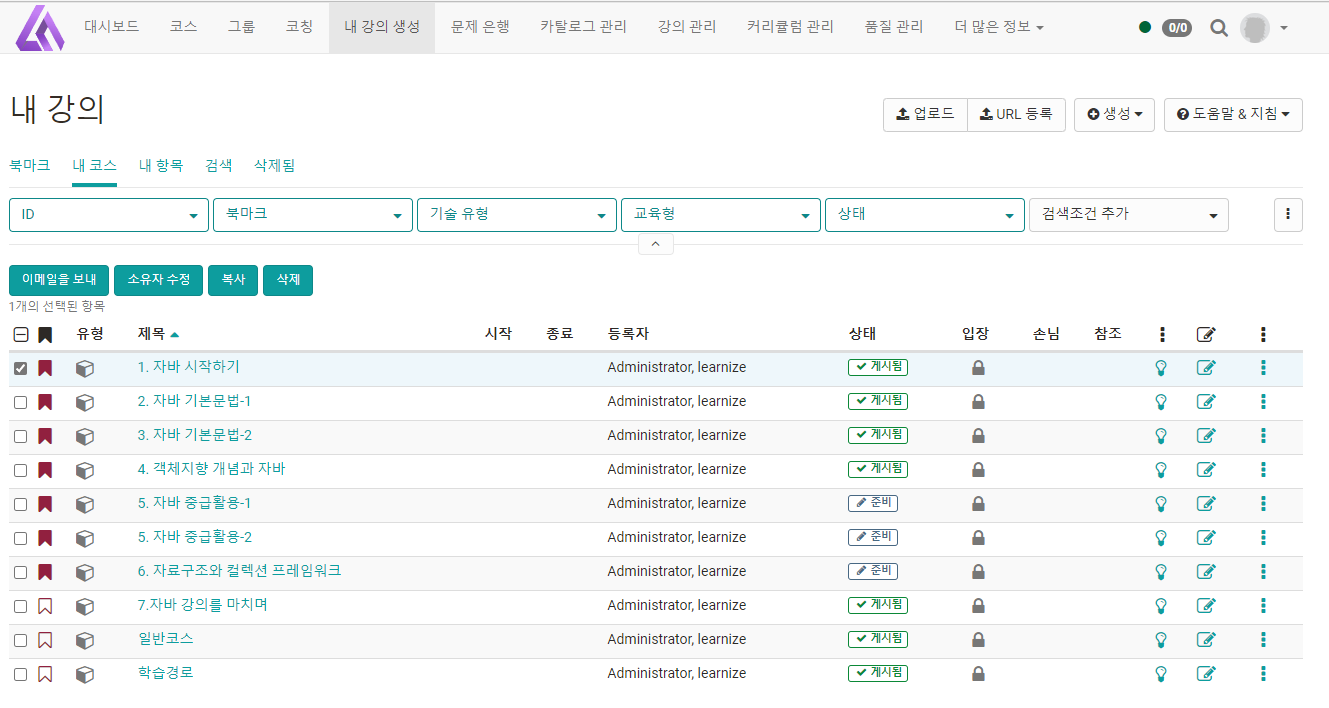 대시보드 코스 그룹 코칭 내 강의 생성 문제 은행 카탈로그 관리 강의 관리 커리큘럼 관리 품질 관리 더 많은 정보 0/0
내 강의
업로드 URL 등록 생성 도움말 & 지침
북마크 내 코스 내 항목 검색 삭제됨
ID 북마크 기술 유형 교육형 상태 검색조건 추가
이메일을 보내 소유자 수정 복사 삭제
1개의 선택된 항목
유형 제목 시작 종료 등록자 상태 입장 손님 참조
1. 자바 시작하기 Administrator, learnize 게시됨
2. 자바 기본문법-1 Administrator, learnize 게시됨
3. 자바 기본문법-2 Administrator, learnize 게시됨
4. 객체지향 개념과 자바 Administrator, learnize 게시됨
5. 자바 중급활용-1 Administrator, learnize 준비
5. 자바 중급활용-2 Administrator, learnize 준비
6. 자료구조와 컬렉션 프레임워크 Administrator, learnize 준비
7.자바 강의를 마치며 Administrator, learnize 게시됨
일반코스 Administrator, learnize 게시됨
학습경로 Administrator, learnize 게시됨